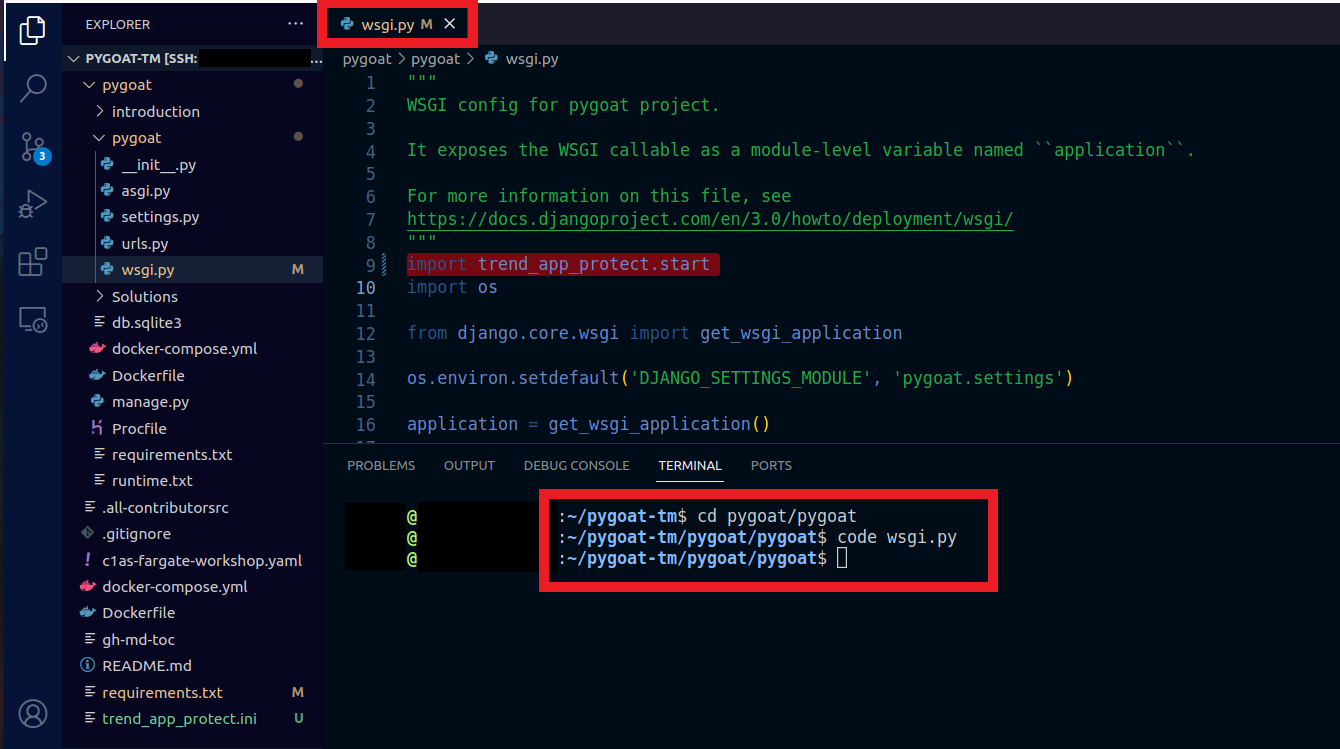 EXPLORER ...
PYGOAT-TM [SSH: ...
pygoat
introduction
pygoat
__init__.py
asgi.py
settings.py
urls.py
wsgi.py M
Solutions
db.sqlite3
docker-compose.yml
Dockerfile
manage.py
Procfile
requirements.txt
runtime.txt
.all-contributorsrc
.gitignore
c1as-fargate-workshop.yaml
docker-compose.yml
Dockerfile
gh-md-toc
README.md
requirements.txt M
trend_app_protect.ini U
3
wsgi.py M
pygoat > pygoat > wsgi.py
1 """
2 WSGI config for pygoat project.
3
4 It exposes the WSGI callable as a module-level variable named ``application``.
5
6 For more information on this file, see
7 https://docs.djangoproject.com/en/3.0/howto/deployment/wsgi/
8 """
9 import trend_app_protect.start
10 import os
11
12 from django.core.wsgi import get_wsgi_application
13
14 os.environ.setdefault('DJANGO_SETTINGS_MODULE', 'pygoat.settings')
15
16 application = get_wsgi_application()
PROBLEMS OUTPUT DEBUG CONSOLE TERMINAL PORTS
@ :~/pygoat-tm$ cd pygoat/pygoat
@ :~/pygoat-tm/pygoat/pygoat$ code wsgi.py
@ :~/pygoat-tm/pygoat/pygoat$